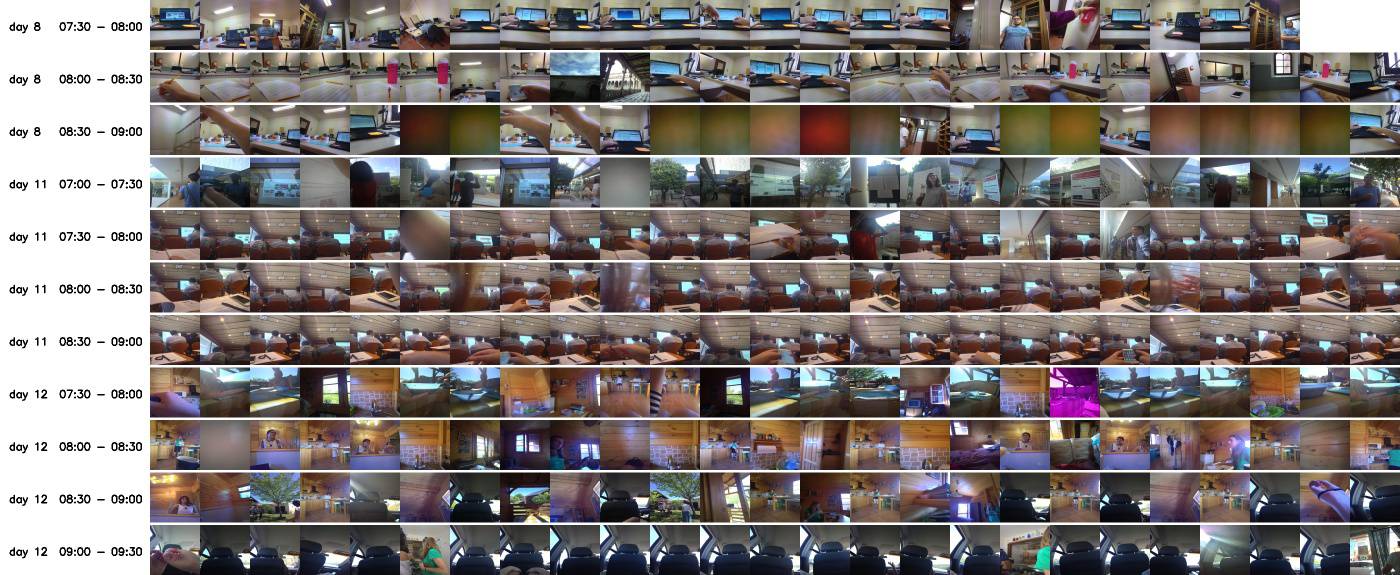 day 8 07:30 – 08:00
day 8 08:00 – 08:30
day 8 08:30 – 09:00
day 11 07:00 – 07:30
day 11 07:30 – 08:00
day 11 08:00 – 08:30
day 11 08:30 – 09:00
day 12 07:30 – 08:00
day 12 08:00 – 08:30
day 12 08:30 – 09:00
day 12 09:00 – 09:30